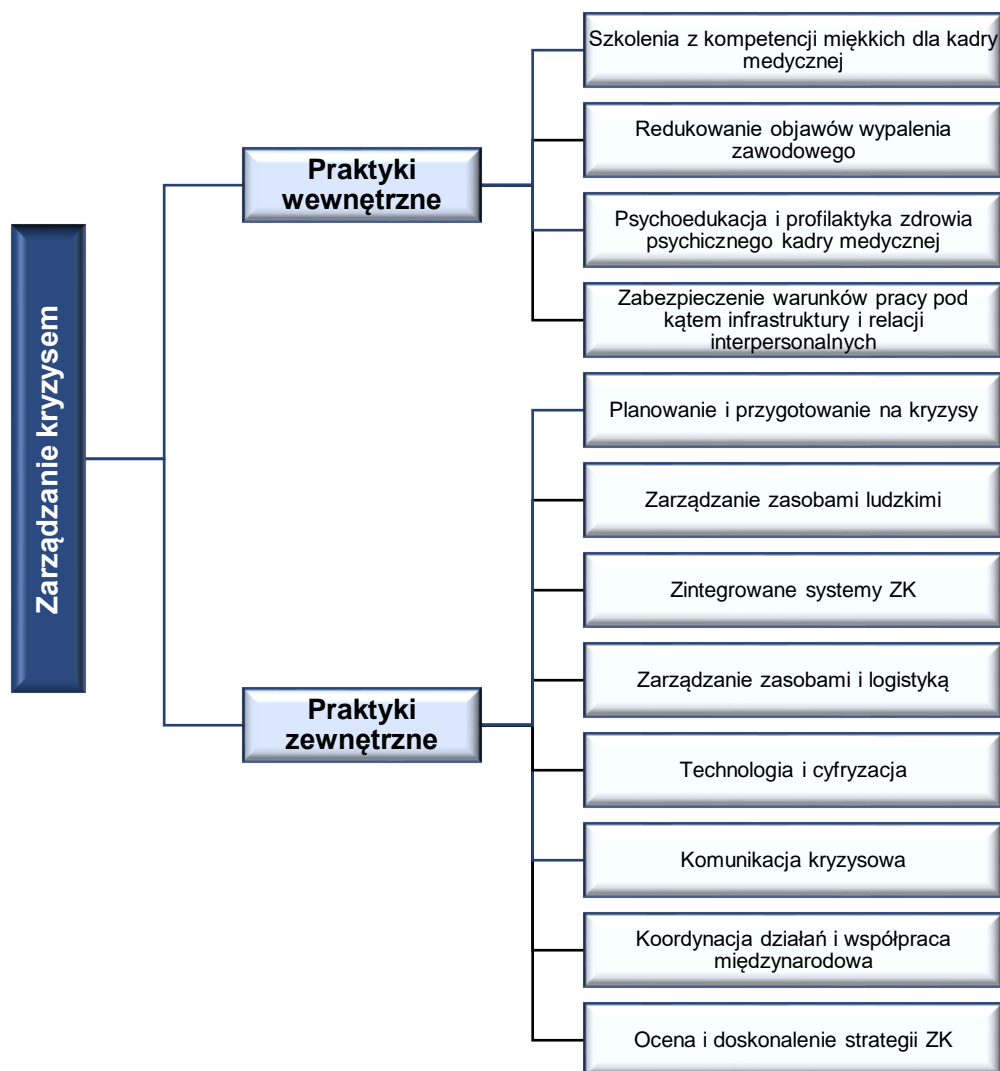 Zarządzanie kryzysem
Praktyki
wewnętrzne
Szkolenia z kompetencji miękkich dla kadry
medycznej
Redukowanie objawów wypalenia
zawodowego
Psychoedukacja i profilaktyka zdrowia
psychicznego kadry medycznej
Zabezpieczenie warunków pracy pod
kątem infrastruktury i relacji
interpersonalnych
Praktyki
zewnętrzne
Planowanie i przygotowanie na kryzysy
Zarządzanie zasobami ludzkimi
Zintegrowane systemy ZK
Zarządzanie zasobami i logistyką
Technologia i cyfryzacja
Komunikacja kryzysowa
Koordynacja działań i współpraca
międzynarodowa
Ocena i doskonalenie strategii ZK